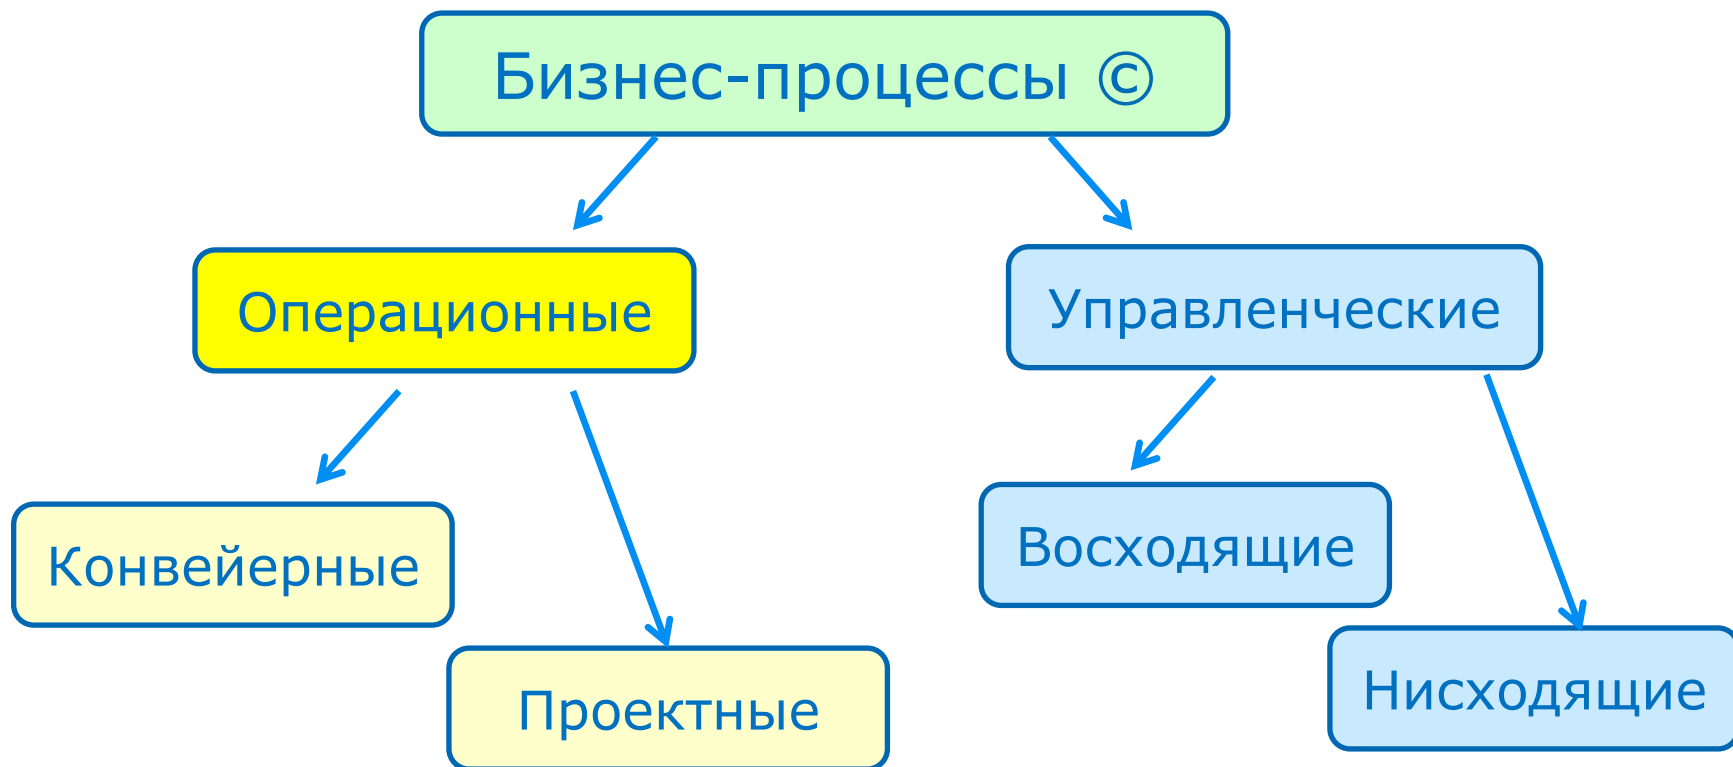 Бизнес-процессы ©
Операционные
Управленческие
Конвейерные
Восходящие
Проектные
Нисходящие